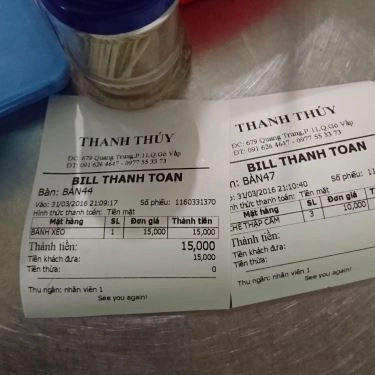 THANH THÚY
ĐC: 679 Quang Trung,P.11,Q.Gò Vấp
ĐT: 091 626 4647 - 0977 55 33 73
BILL THANH TOAN
Bàn: BÀN44
Vào: 31/03/2016 21:09:17 Số phiếu: 1160331370
Hình thức thanh toán: Tiền mặt
Mặt hàng SL Đơn giá Thành tiền
BÁNH XÈO 1 15,000 15,000
Thành tiền: 15,000
Tiền khách đưa: 15,000
Tiền thừa: 0
Thu ngân: nhân viên 1
See you again!
THANH THÚY
ĐC: 679 Quang Trung,P.11,Q.Gò Vấp
ĐT: 091 626 4647 - 0977 55 33 73
BILL THANH TOAN
BÀN47
31/03/2016 21:10:40 Số phiếu:
thức thanh toán: Tiền mặt
Mặt hàng SL Đơn giá
CHÈ THẬP CẨM 3 10,000
Thành tiền:
Tiền khách đưa:
Tiền thừa:
Thu ngân: nhân viên 1
See you again!